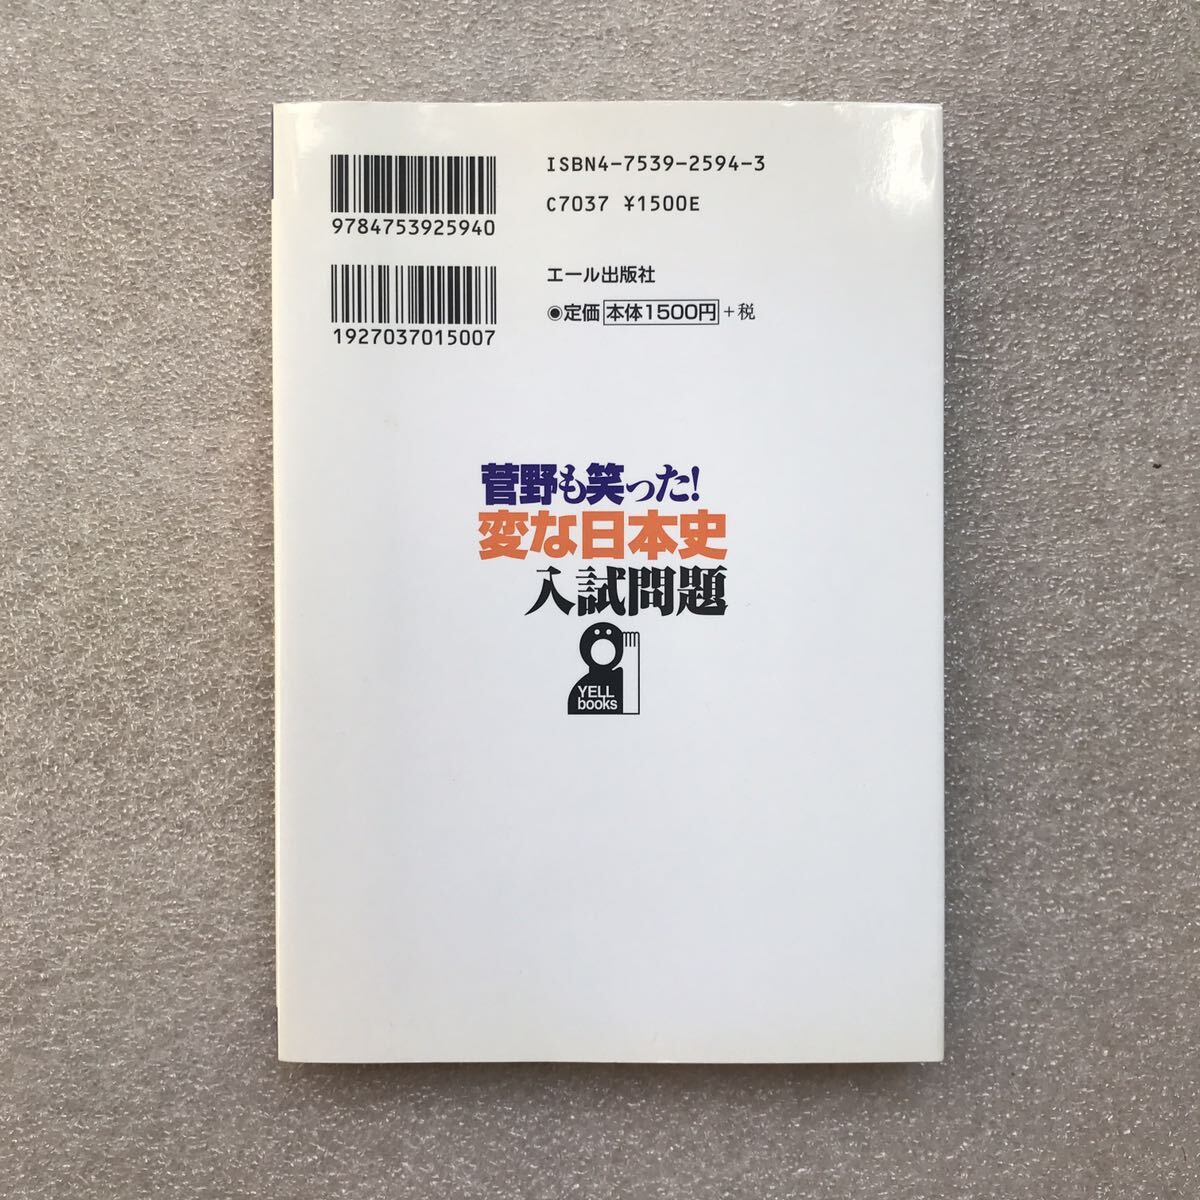 ISBN4-7539-2594-3
C7037 ¥1500E
9784753925940
エール出版社
◉定価 本体1500円 +税
1927037015007
菅野も笑った!
変な日本史
入試問題
YELL
books